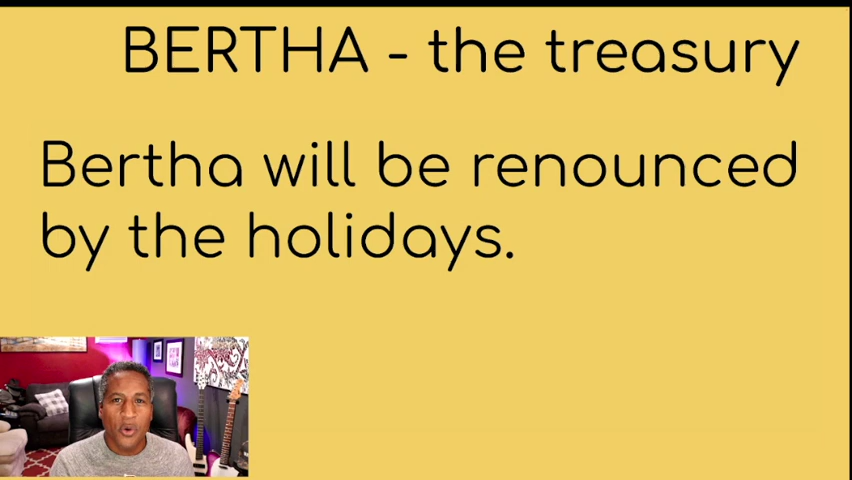 BERTHA - the treasury
Bertha will be renounced
by the holidays.